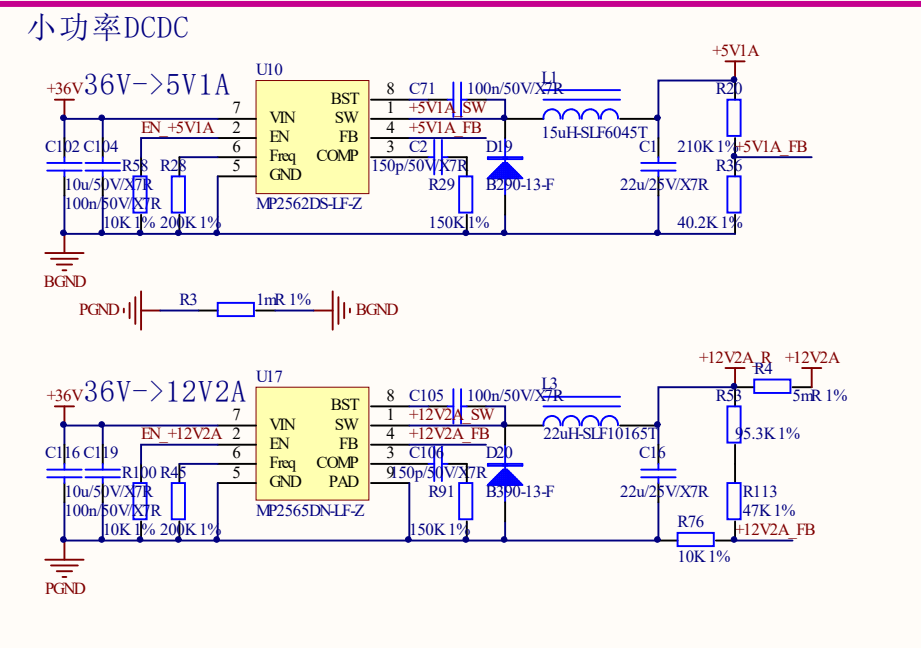 小功率DCDC
+5V1A
+36V
36V->5V1A
U10
L1
8
BST
C71
100n/50V/X7R
7
VIN
1
SW
+5V1A_SW
R20
EN_+5V1A
2
EN
4
FB
+5V1A_FB
15uH-SLF6045T
C102
C104
6
Freq
3
COMP
C2
D19
C1
210K 1%
+5V1A_FB
R58
R28
5
GND
150p/50V/X7R
R36
10u/50V/X7R
R29
B290-13-F
22u/25V/X7R
100n/50V/X7R
MP2562DS-LF-Z
10K 1%
200K 1%
150K 1%
40.2K 1%
BGND
PGND
R3
1mR 1%
BGND
+12V2A_R
+12V2A
R4
+36V
36V->12V2A
U17
L3
5mR 1%
8
BST
C105
100n/50V/X7R
R53
7
VIN
1
SW
+12V2A_SW
EN_+12V2A
2
EN
4
FB
+12V2A_FB
22uH-SLF10165T
95.3K 1%
C116
C119
6
Freq
3
COMP
C106
D20
C16
R100
R45
5
GND
9
PAD
150p/50V/X7R
10u/50V/X7R
R91
B390-13-F
22u/25V/X7R
R113
100n/50V/X7R
MP2565DN-LF-Z
47K 1%
10K 1%
200K 1%
150K 1%
R76
+12V2A_FB
10K 1%
PGND